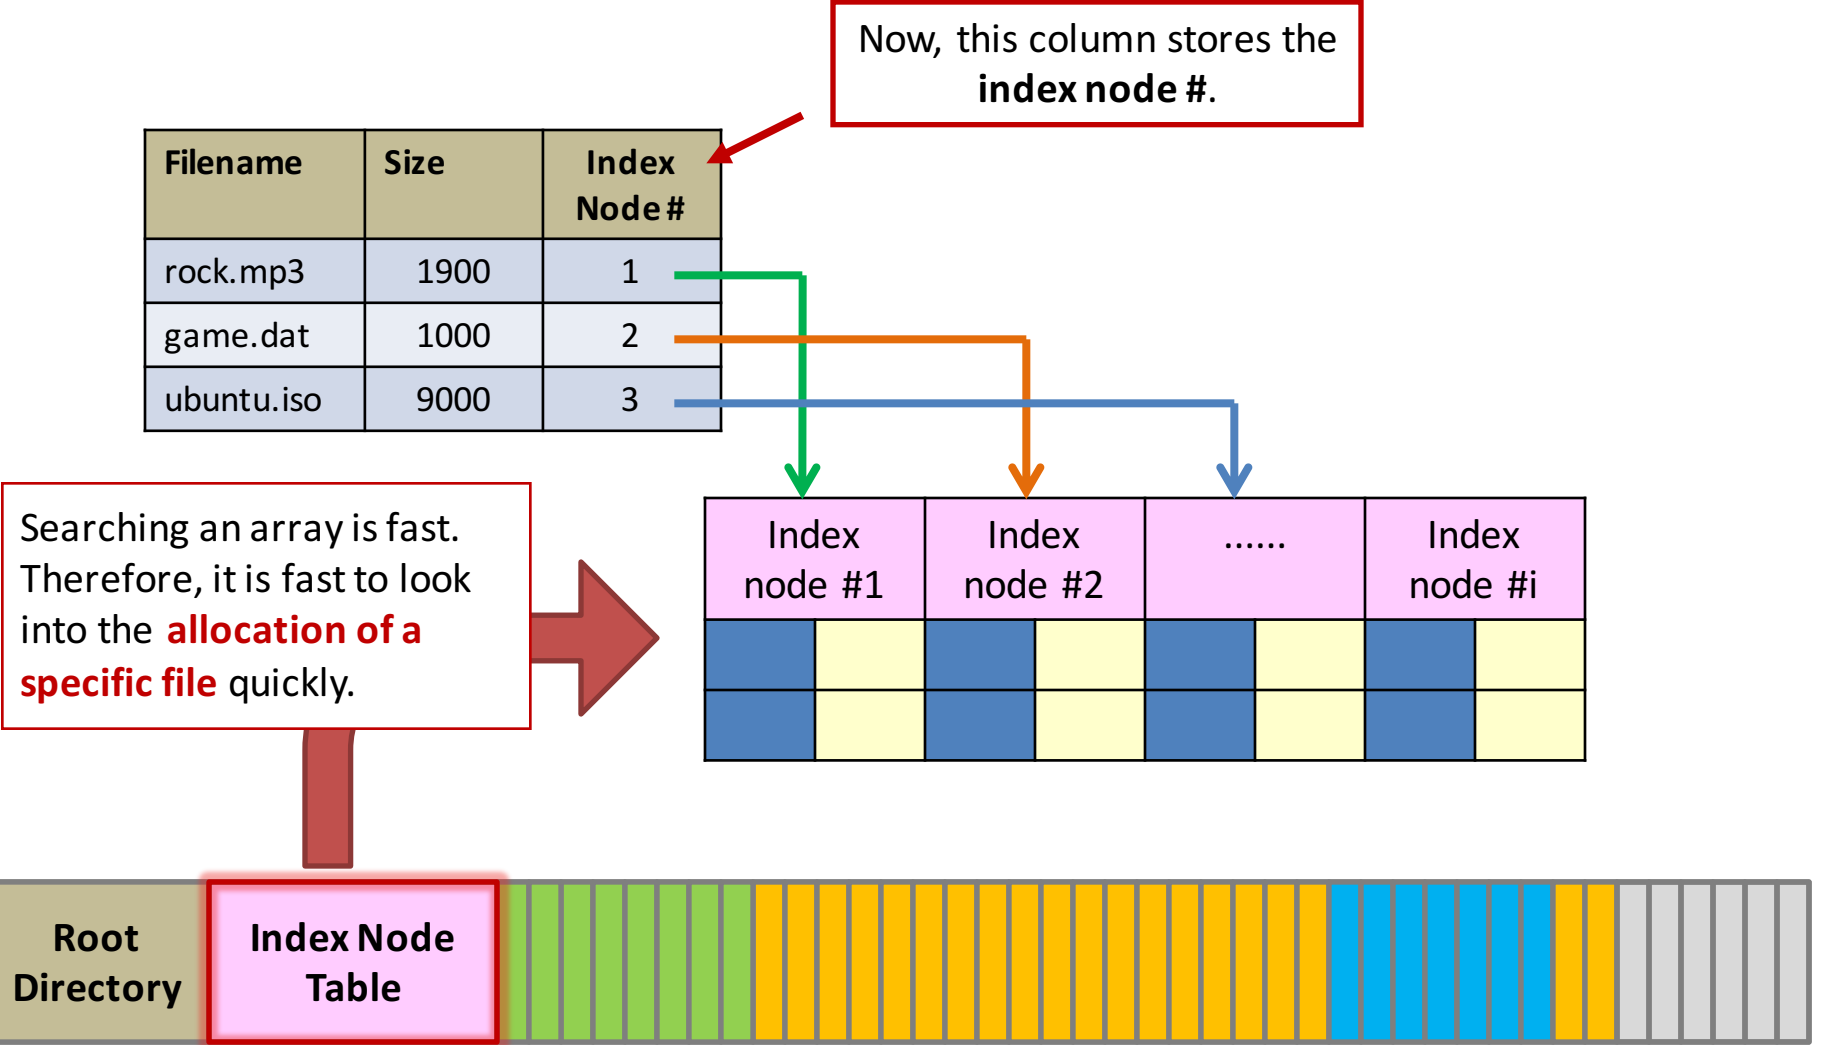 Now, this column stores the
index node #.
Filename Size Index
Node #
rock.mp3 1900 1
game.dat 1000 2
ubuntu.iso 9000 3
Searching an array is fast.
Therefore, it is fast to look
into the allocation of a
specific file quickly.
Index Index ...... Index
node #1 node #2 node #i
Root Index Node
Directory Table